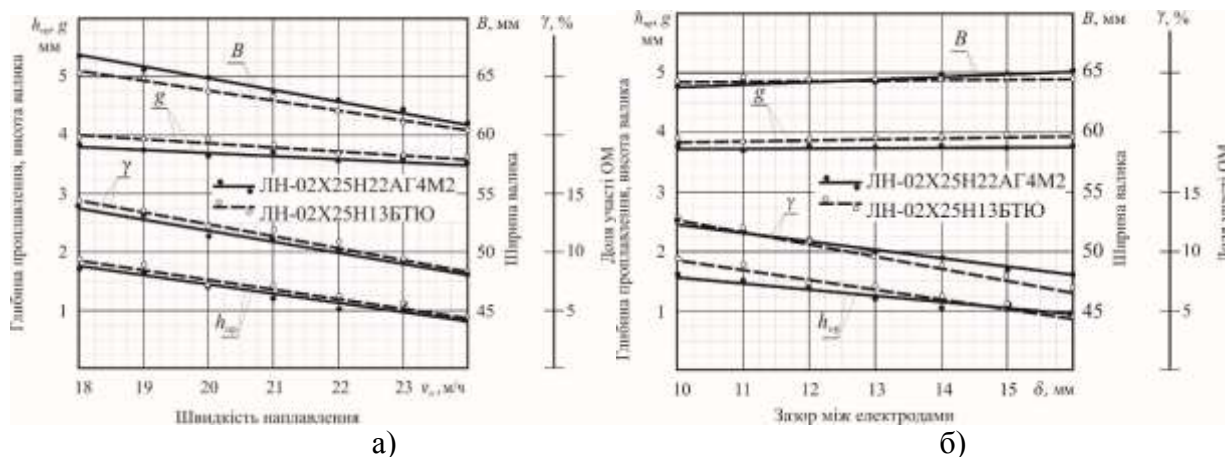 h_пр, g
мм
B, мм
γ, %
Глибина проплавлення, висота валика
5
4
3
2
1
B
g
γ
h_пр
ЛН-02Х25Н22АГ4М2
ЛН-02Х25Н13БТЮ
65
60
55
50
45
Ширина валика
15
10
5
Доля участі ОМ
18 19 20 21 22 23 v_н, м/ч
Швидкість наплавлення
а)
h_пр, g
мм
B, мм
γ, %
Глибина проплавлення, висота валика
5
4
3
2
1
B
g
γ
h_пр
ЛН-02Х25Н22АГ4М2
ЛН-02Х25Н13БТЮ
65
60
55
50
45
Ширина валика
15
10
5
10 11 12 13 14 15 δ, мм
Зазор між електродами
б)